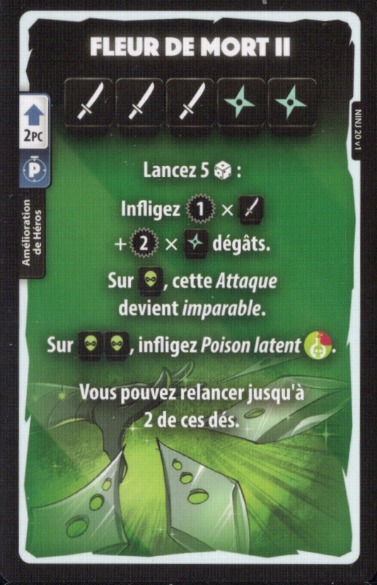 FLEUR DE MORT II
2PC
P
Amélioration
de Héros
NINJ 20 v1
Lancez 5 :
Infligez 1 ×
+ 2 × dégâts.
Sur , cette Attaque
devient imparable.
Sur , infligez Poison latent .
Vous pouvez relancer jusqu'à
2 de ces dés.